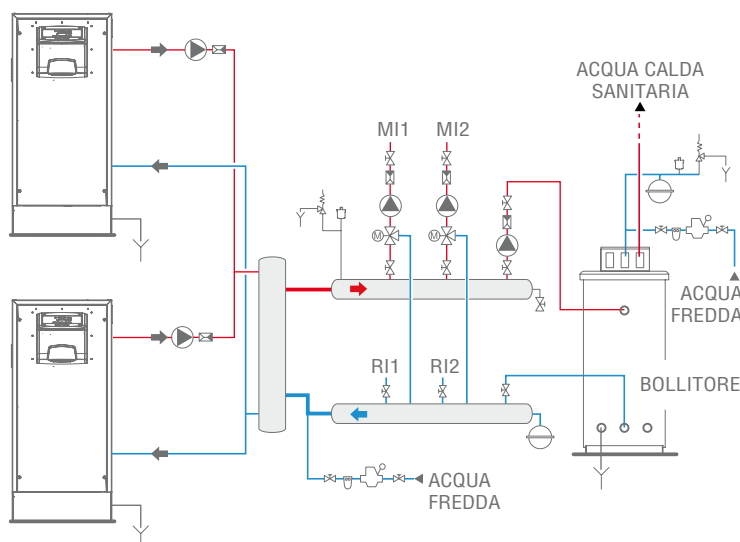 ACQUA CALDA
SANITARIA
MI1
MI2
M
M
ACQUA
FREDDA
RI1
RI2
BOLLITORE
ACQUA
FREDDA